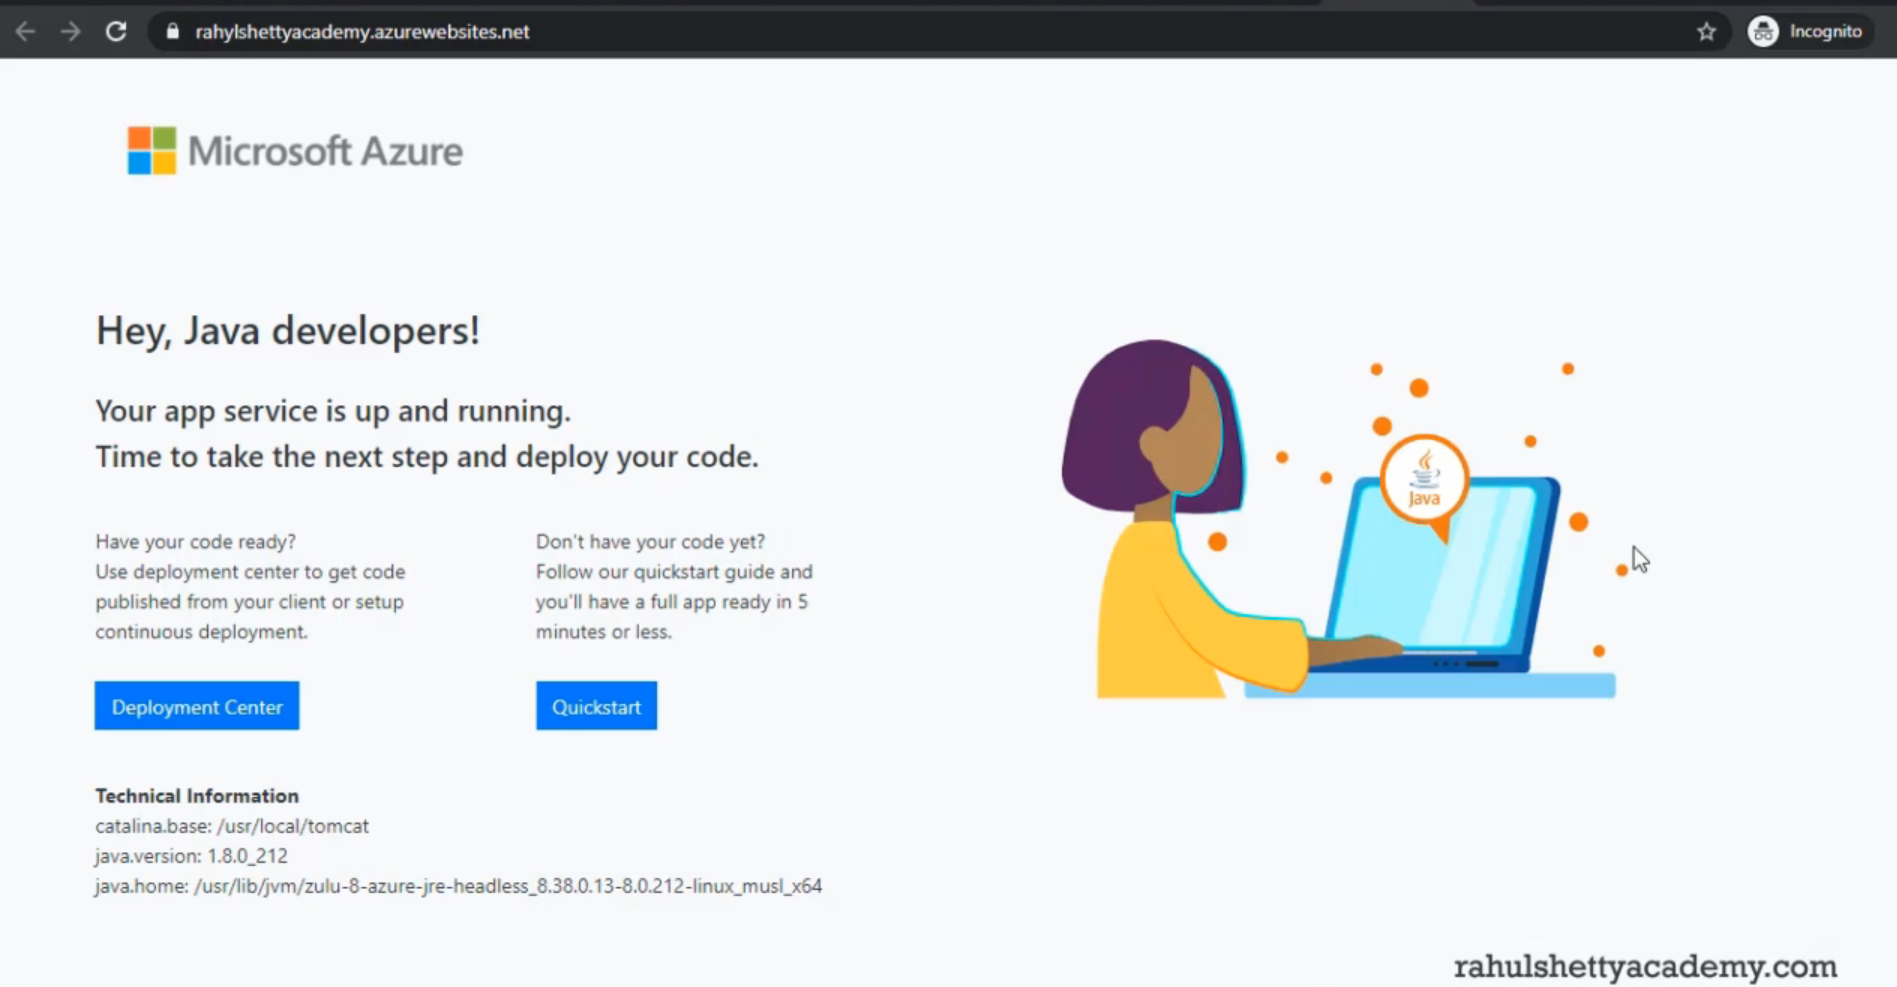 rahylshettyacademy.azurewebsites.net
Incognito
Microsoft Azure
Hey, Java developers!
Your app service is up and running.
Time to take the next step and deploy your code.
Have your code ready?
Use deployment center to get code
published from your client or setup
continuous deployment.
Deployment Center
Don't have your code yet?
Follow our quickstart guide and
you'll have a full app ready in 5
minutes or less.
Quickstart
Java
Technical Information
catalina.base: /usr/local/tomcat
java.version: 1.8.0_212
java.home: /usr/lib/jvm/zulu-8-azure-jre-headless_8.38.0.13-8.0.212-linux_musl_x64
rahulshettyacademy.com